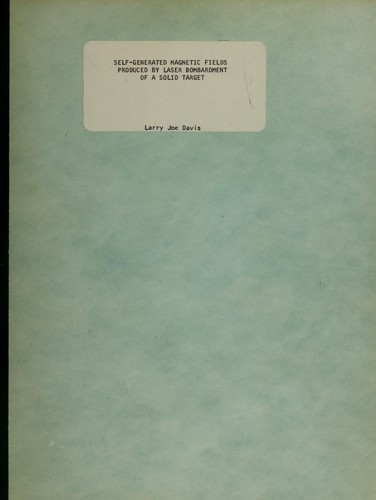 SELF-GENERATED MAGNETIC FIELDS
PRODUCED BY LASER BOMBARDMENT
OF A SOLID TARGET
Larry Joe Davis